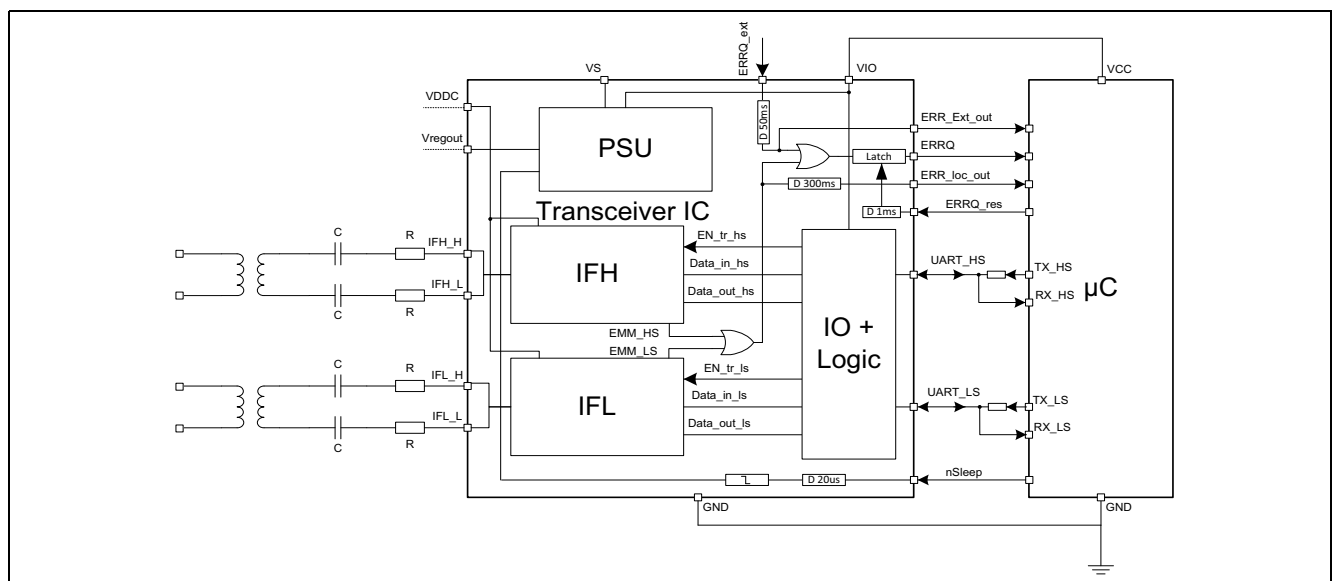 ERRQ_ext
VS
VIO
VCC
VDDC
D 50ms
ERR_Ext_out
Vregout
PSU
Latch
ERRQ
D 300ms
ERR_loc_out
Transceiver IC
D 1ms
ERRQ_res
C
R
IFH_H
EN_tr_hs
UART_HS
TX_HS
IFH
Data_in_hs
µC
IFH_L
Data_out_hs
RX_HS
C
R
IO +
Logic
EMM_HS
EMM_LS
C
R
IFL_H
EN_tr_ls
UART_LS
TX_LS
IFL
Data_in_ls
IFL_L
Data_out_ls
RX_LS
C
R
D 20us
nSleep
GND
GND